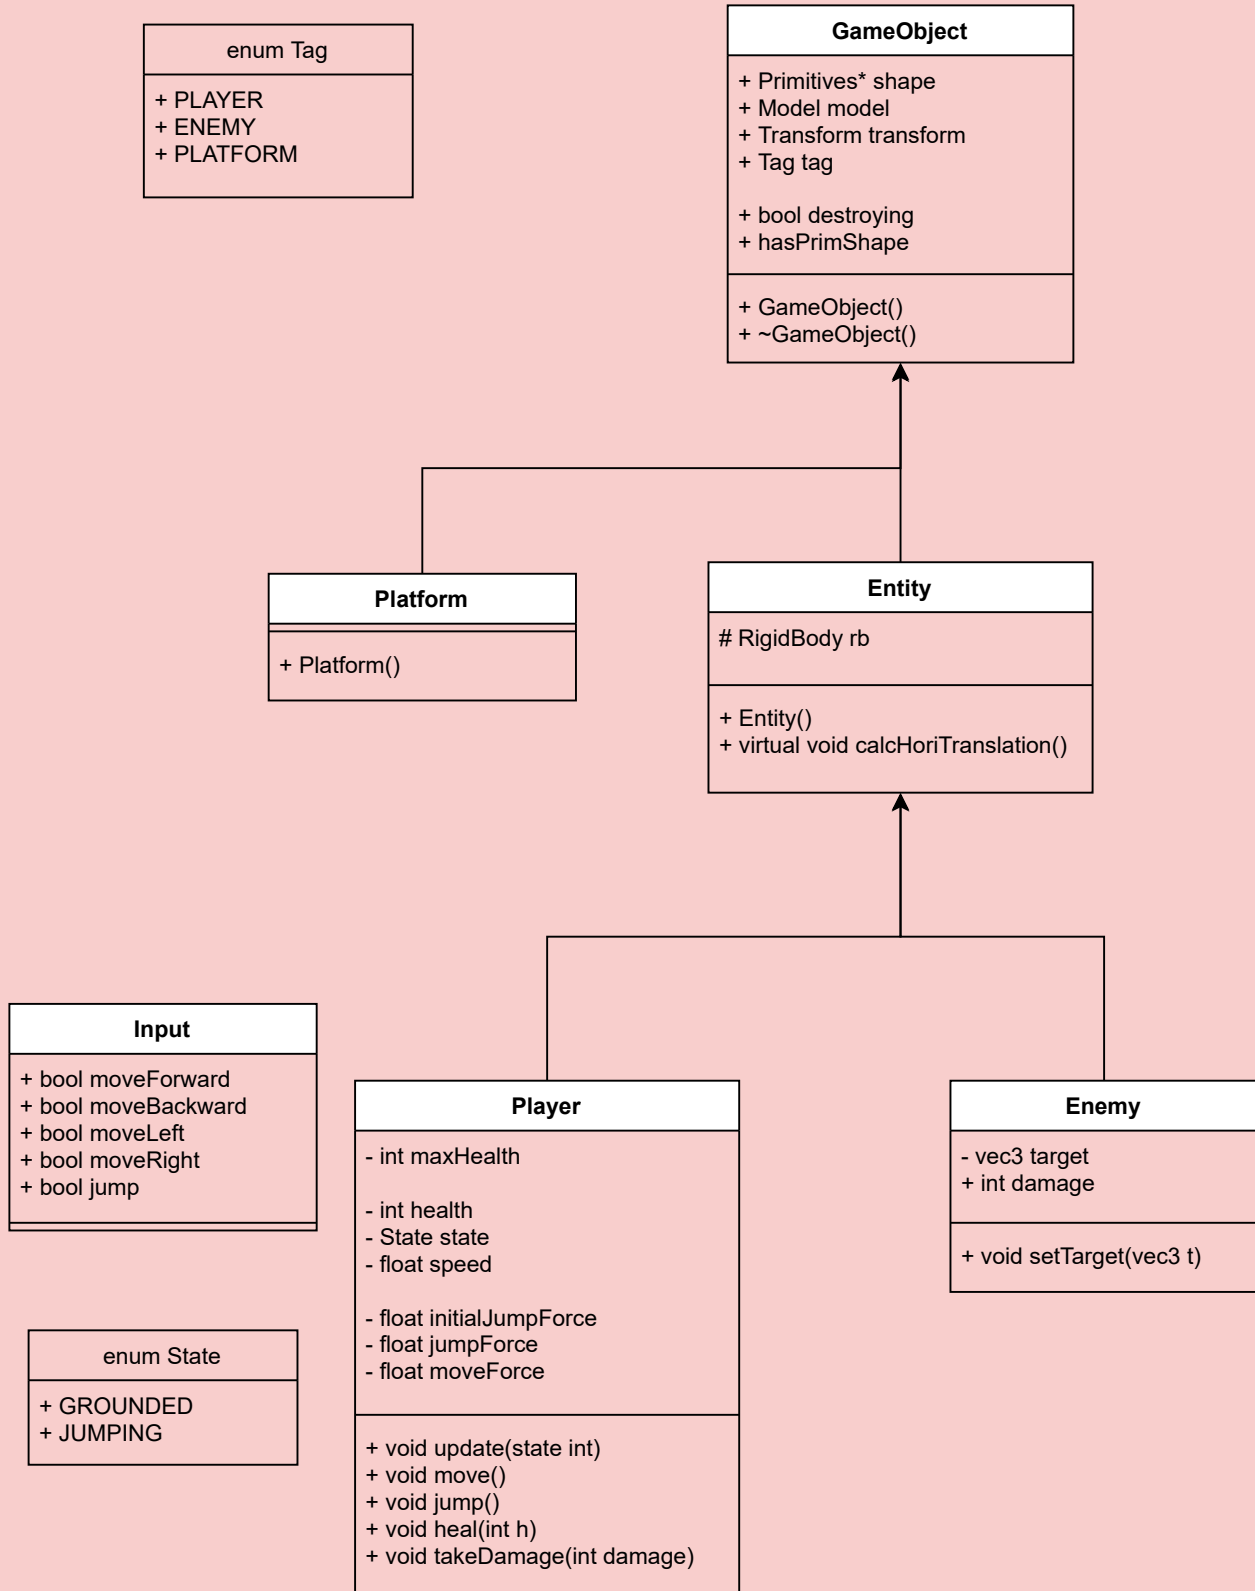 enum Tag
+ PLAYER
+ ENEMY
+ PLATFORM
GameObject
+ Primitives* shape
+ Model model
+ Transform transform
+ Tag tag
+ bool destroying
+ hasPrimShape
+ GameObject()
+ ~GameObject()
Platform
+ Platform()
Entity
# RigidBody rb
+ Entity()
+ virtual void calcHoriTranslation()
Input
+ bool moveForward
+ bool moveBackward
+ bool moveLeft
+ bool moveRight
+ bool jump
enum State
+ GROUNDED
+ JUMPING
Player
- int maxHealth
- int health
- State state
- float speed
- float initialJumpForce
- float jumpForce
- float moveForce
+ void update(state int)
+ void move()
+ void jump()
+ void heal(int h)
+ void takeDamage(int damage)
Enemy
- vec3 target
+ int damage
+ void setTarget(vec3 t)